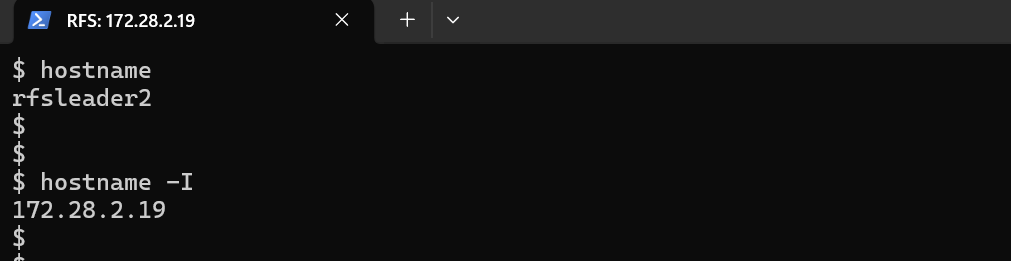 RFS: 172.28.2.19
$ hostname
rfsleader2
$
$
$ hostname -I
172.28.2.19
$
$